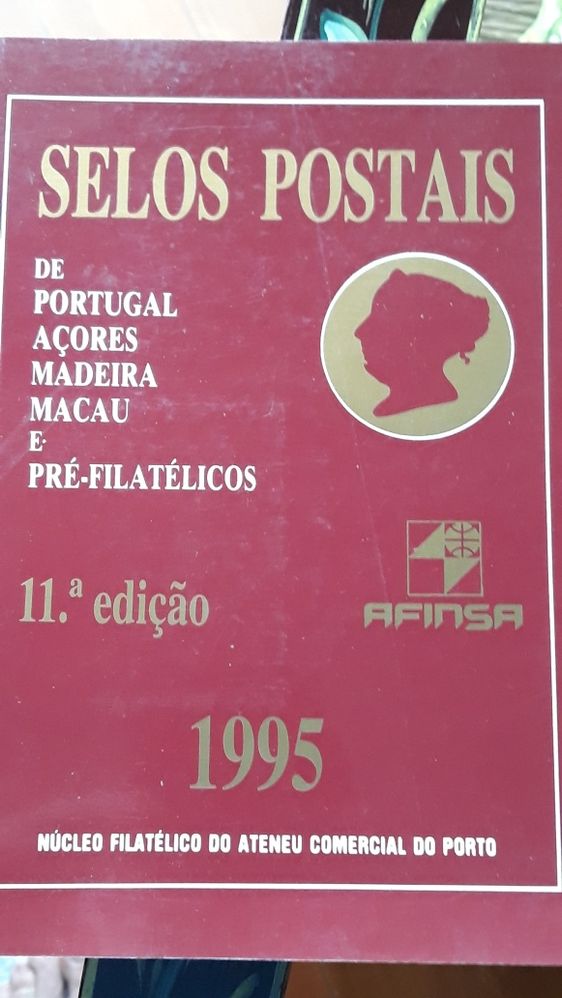 SELOS POSTAIS
DE
PORTUGAL
AÇORES
MADEIRA
MACAU
E
PRÉ-FILATÉLICOS
11.ª edição
AFINSA
1995
NÚCLEO FILATÉLICO DO ATENEU COMERCIAL DO PORTO